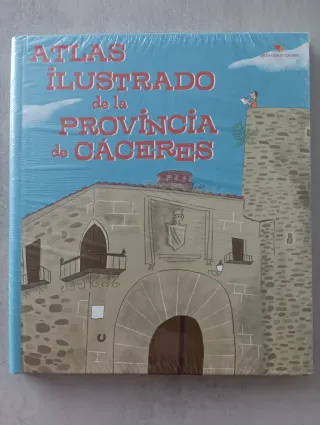 ATLAS
ILUSTRADO
de la
PROVINCIA
de CÁCERES